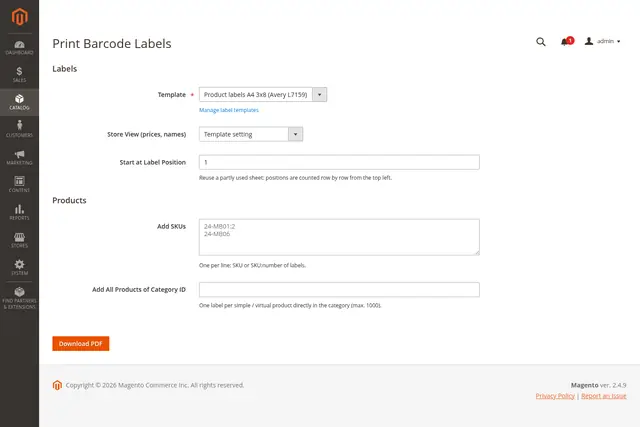 Print Barcode Labels
1
admin
DASHBOARD
SALES
CATALOG
CUSTOMERS
MARKETING
CONTENT
REPORTS
STORES
SYSTEM
FIND PARTNERS
& EXTENSIONS
Labels
Template *
Product labels A4 3x8 (Avery L7159)
Manage label templates
Store View (prices, names)
Template setting
Start at Label Position
1
Reuse a partly used sheet: positions are counted row by row from the top left.
Products
Add SKUs
24-MB01:2
24-MB06
One per line: SKU or SKU:number of labels.
Add All Products of Category ID
One label per simple / virtual product directly in the category (max. 1000).
Download PDF
Copyright © 2026 Magento Commerce Inc. All rights reserved.
Magento ver. 2.4.9
Privacy Policy | Report an Issue